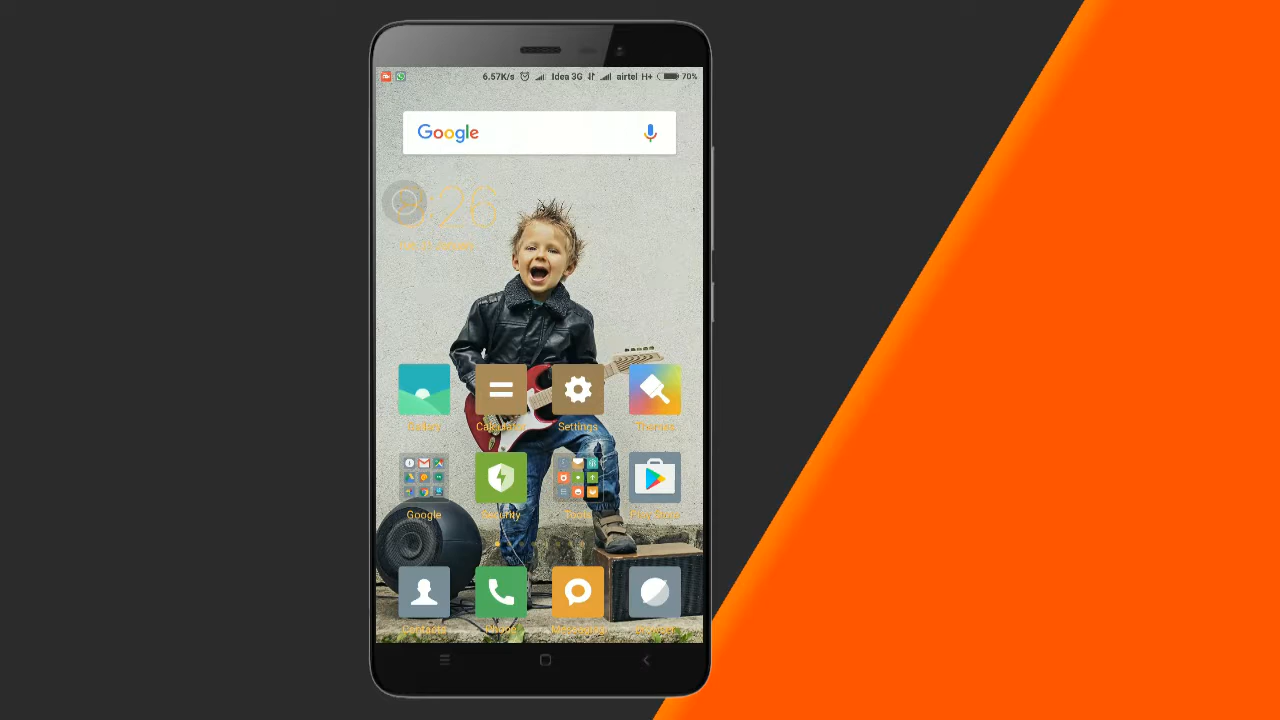 6.57K/s Idea 3G airtel H+ 70%
Google
:26
Gallery Calculator Settings Themes
Google Security Tools Play Store
Contacts Phone Messaging Browser